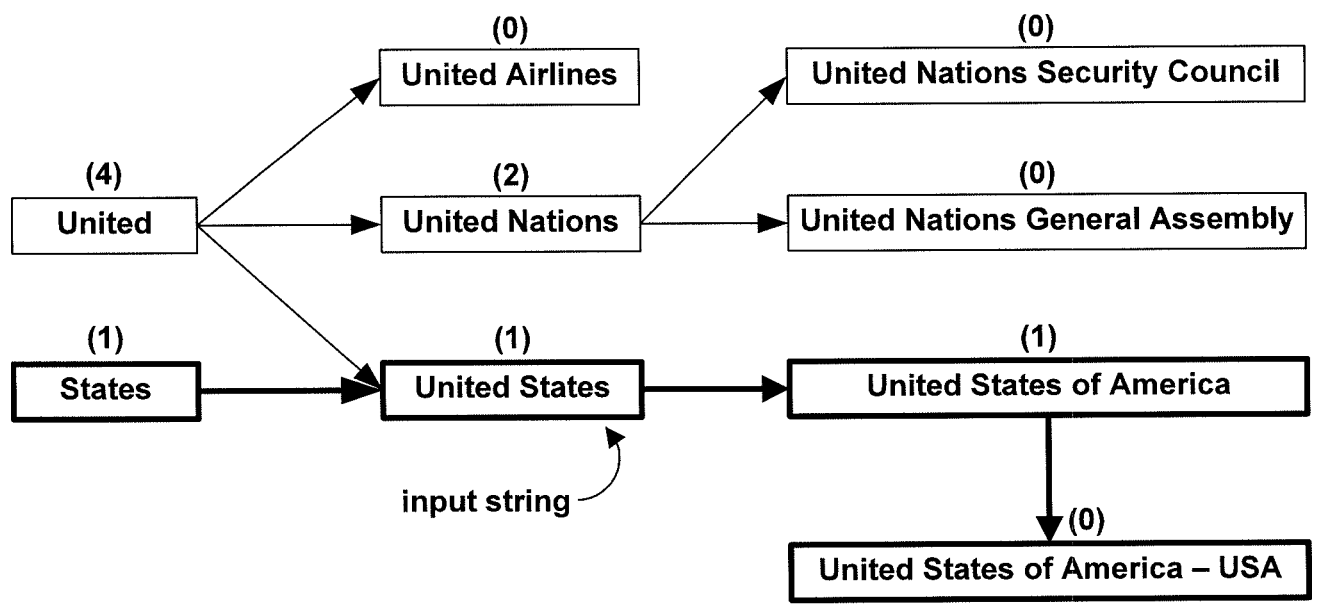 (0)
United Airlines
(0)
United Nations Security Council
(4)
United
(2)
United Nations
(0)
United Nations General Assembly
(1)
States
(1)
United States
(1)
United States of America
input string
(0)
United States of America – USA